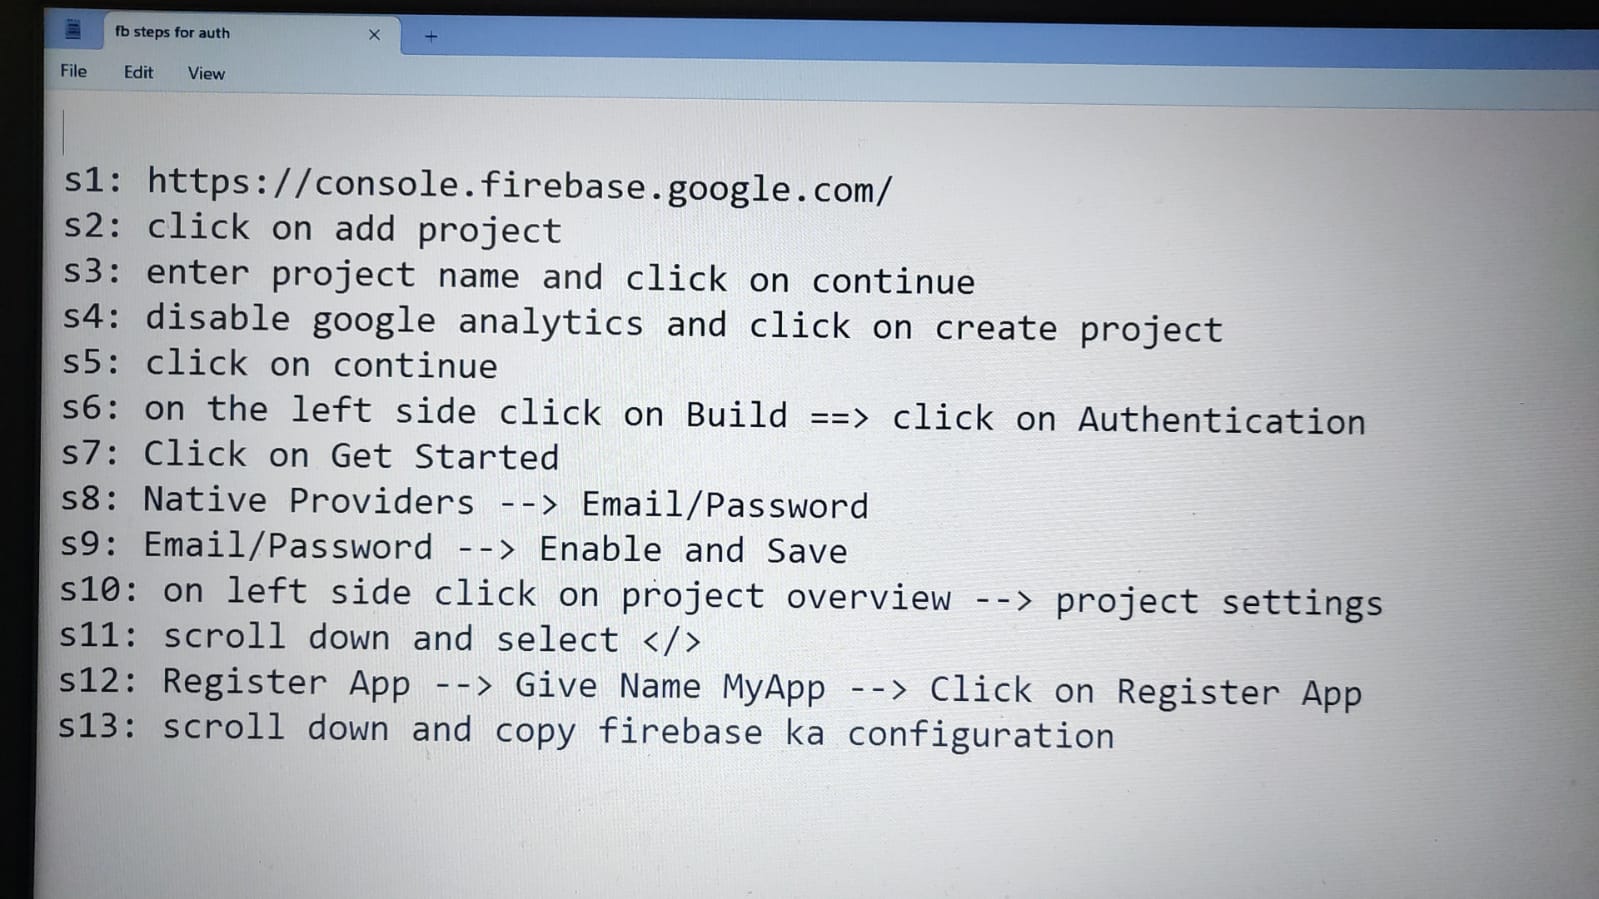 fb steps for auth
File Edit View
s1: https://console.firebase.google.com/
s2: click on add project
s3: enter project name and click on continue
s4: disable google analytics and click on create project
s5: click on continue
s6: on the left side click on Build ==> click on Authentication
s7: Click on Get Started
s8: Native Providers --> Email/Password
s9: Email/Password --> Enable and Save
s10: on left side click on project overview --> project settings
s11: scroll down and select </>
s12: Register App --> Give Name MyApp --> Click on Register App
s13: scroll down and copy firebase ka configuration